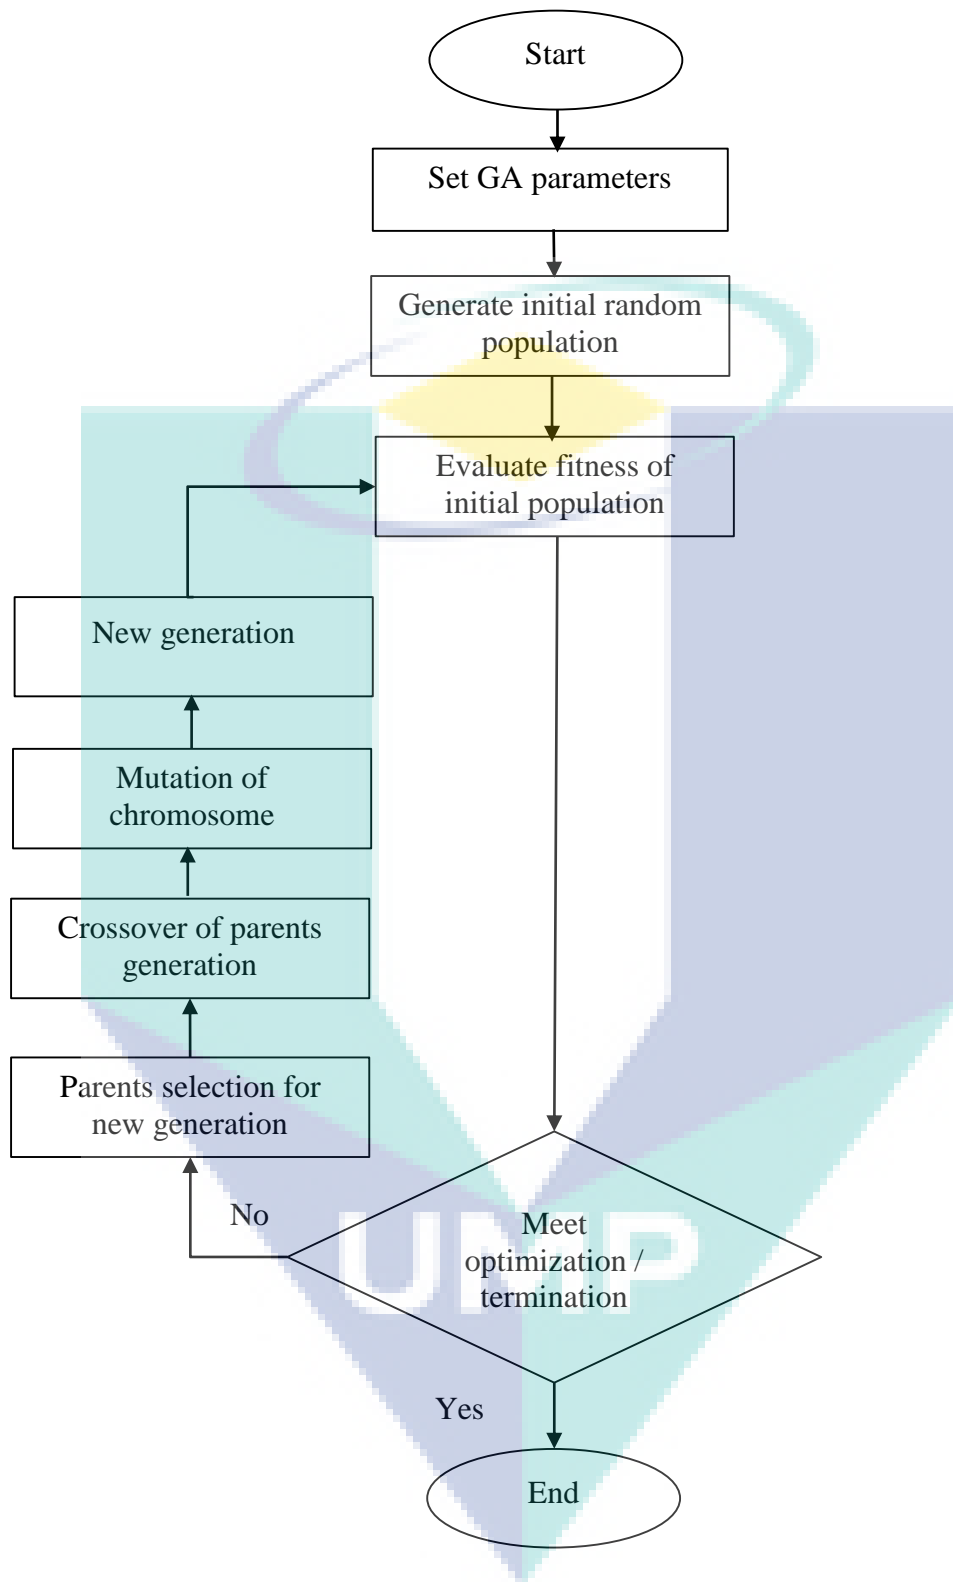 Start
Set GA parameters
Generate initial random
population
Evaluate fitness of
initial population
New generation
Mutation of
chromosome
Crossover of parents
generation
Parents selection for
new generation
No
Meet
optimization /
termination
UMP
Yes
End